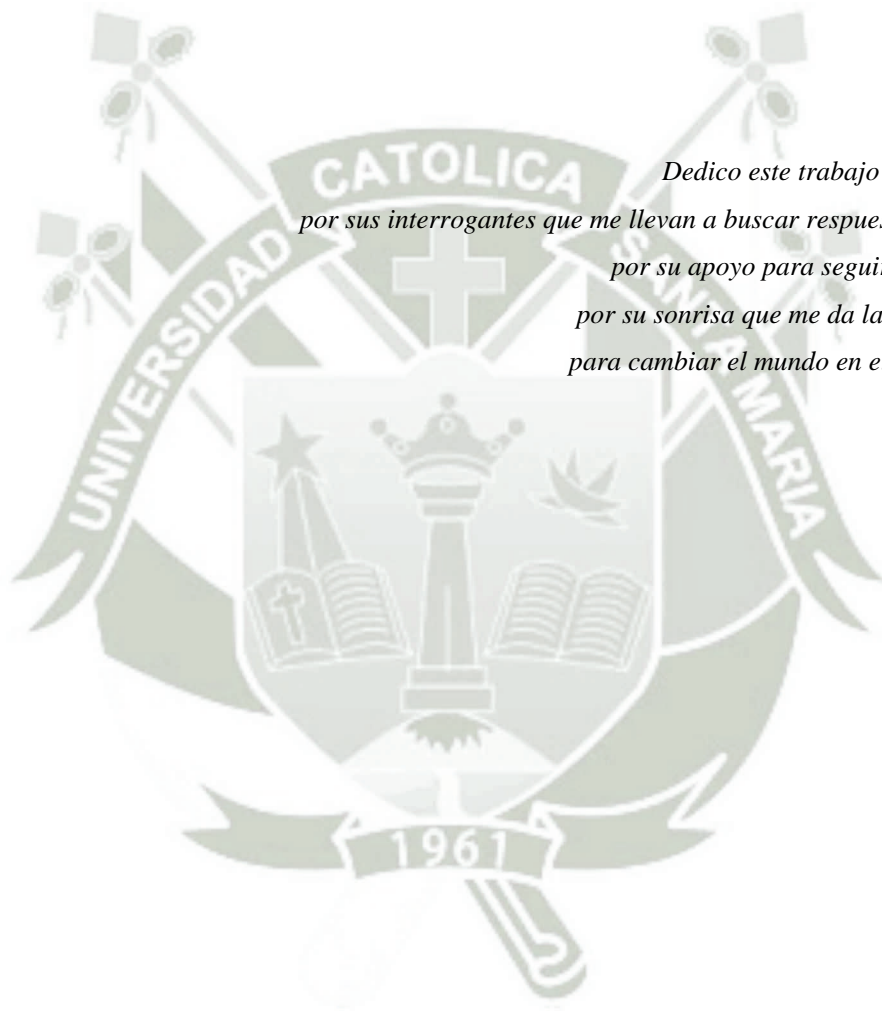 Dedico este trabajo
por sus interrogantes que me llevan a buscar
por su apoyo para
por su sonrisa que me da la
para cambiar el mundo en
UNIVERSIDAD CATOLICA SANTA MARIA
1961